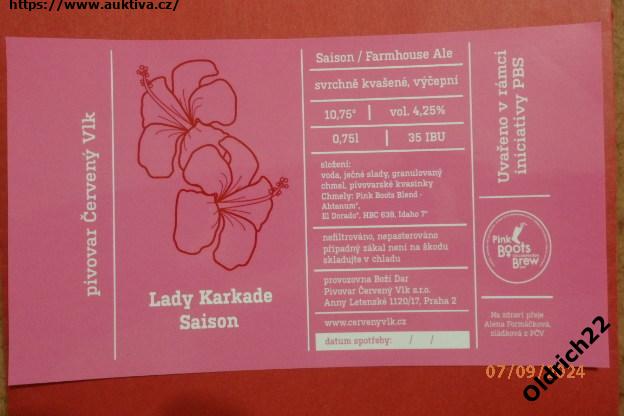 https://www.auktiva.cz/
pivovar Červený Vlk
Lady Karkade
Saison
Saison / Farmhouse Ale
svrchně kvašené, výčepní
10,75° vol. 4,25%
0,75l 35 IBU
složení:
voda, ječné slady, granulovaný
chmel, pivovarské kvasinky
Chmely: Pink Boots Blend -
Ahtanum®,
El Dorado®, HBC 638, Idaho 7®
nefiltrováno, nepasterováno
případný zákal není na škodu
skladujte v chladu
provozovna Boží Dar
Pivovar Červený Vlk s.r.o.
Anny Letenské 1120/17, Praha 2
www.cervenyvlk.cz
datum spotřeby: / /
Uvařeno v rámci
iniciativy PBS
Pink
Boots
Brew
Na zdraví přeje
Alena Formáčková,
sládková z PČV
07/09/2024
Oldrich22